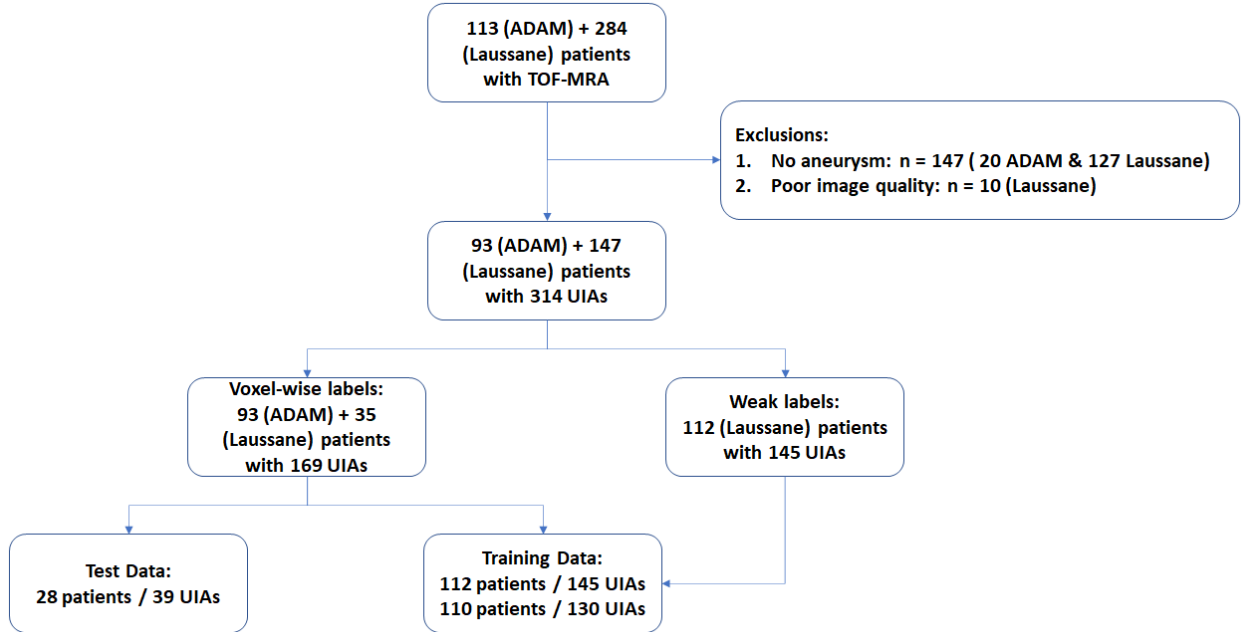 113 (ADAM) + 284
(Laussane) patients
with TOF-MRA
Exclusions:
1. No aneurysm: n = 147 ( 20 ADAM & 127 Laussane)
2. Poor image quality: n = 10 (Laussane)
93 (ADAM) + 147
(Laussane) patients
with 314 UIAs
Voxel-wise labels:
93 (ADAM) + 35
(Laussane) patients
with 169 UIAs
Weak labels:
112 (Laussane) patients
with 145 UIAs
Test Data:
28 patients / 39 UIAs
Training Data:
112 patients / 145 UIAs
110 patients / 130 UIAs